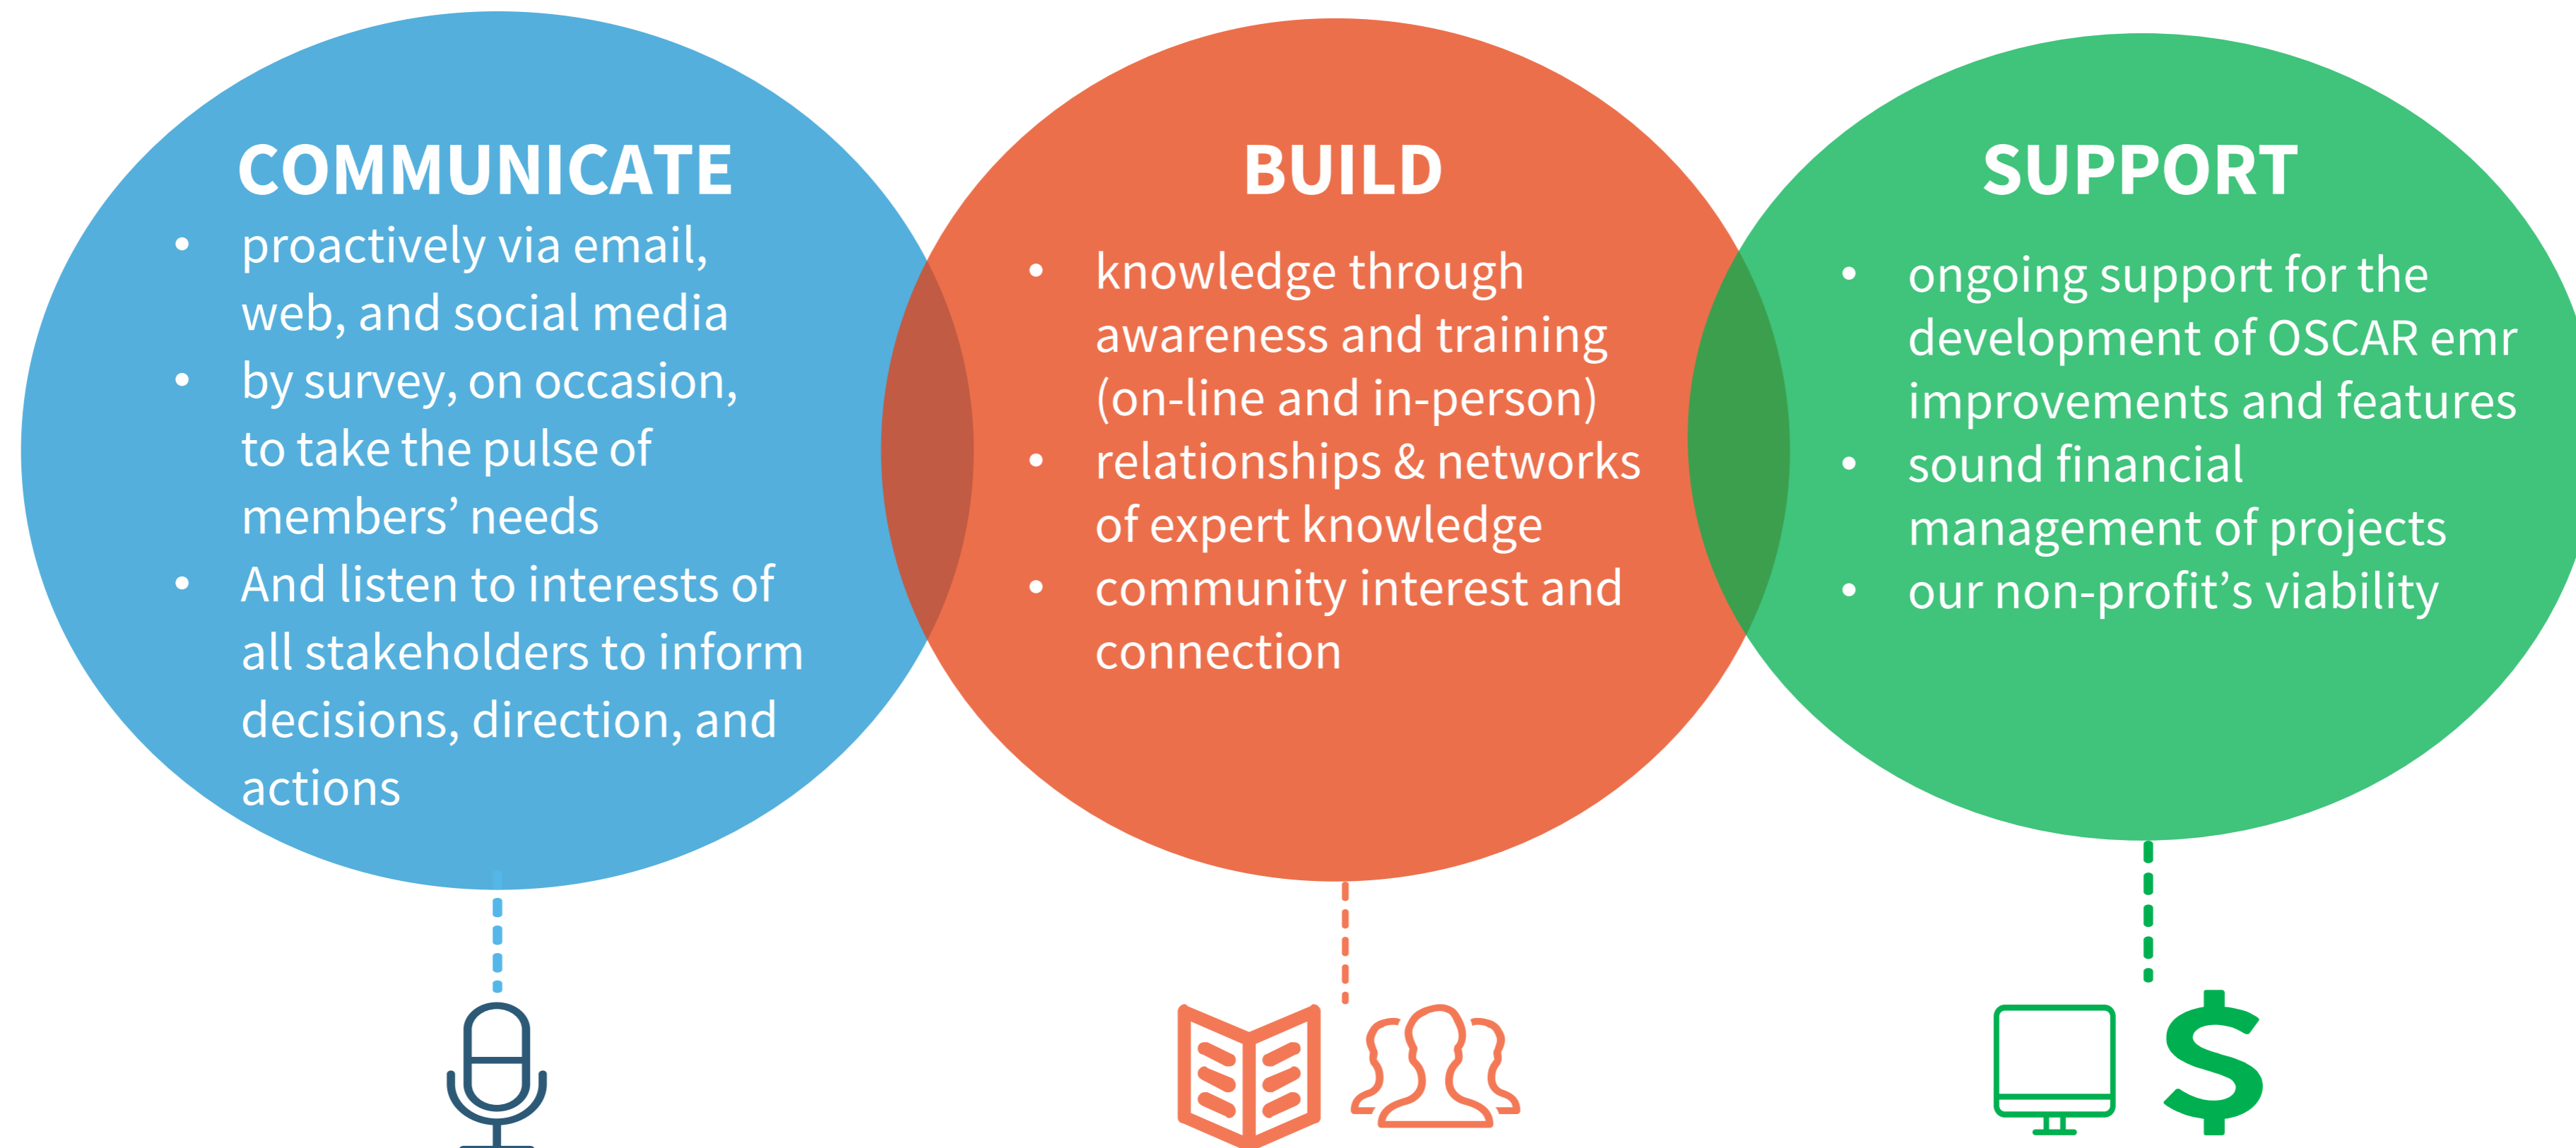 COMMUNICATE
• proactively via email,
web, and social media
• by survey, on occasion,
to take the pulse of
members’ needs
• And listen to interests of
all stakeholders to inform
decisions, direction, and
actions
BUILD
• knowledge through
awareness and training
(on-line and in-person)
• relationships & networks
of expert knowledge
• community interest and
connection
SUPPORT
• ongoing support for the
development of OSCAR emr
improvements and features
• sound financial
management of projects
• our non-profit’s viability
$